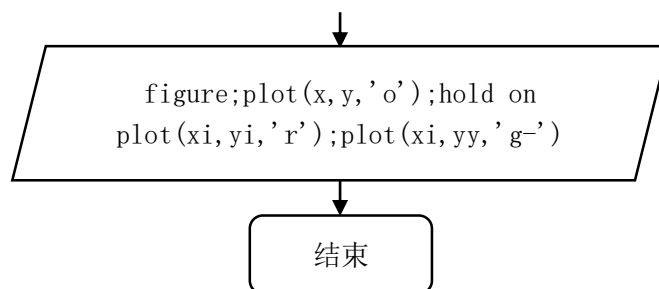 figure;plot(x,y,'o');hold on
plot(xi,yi,'r');plot(xi,yy,'g-')
结束